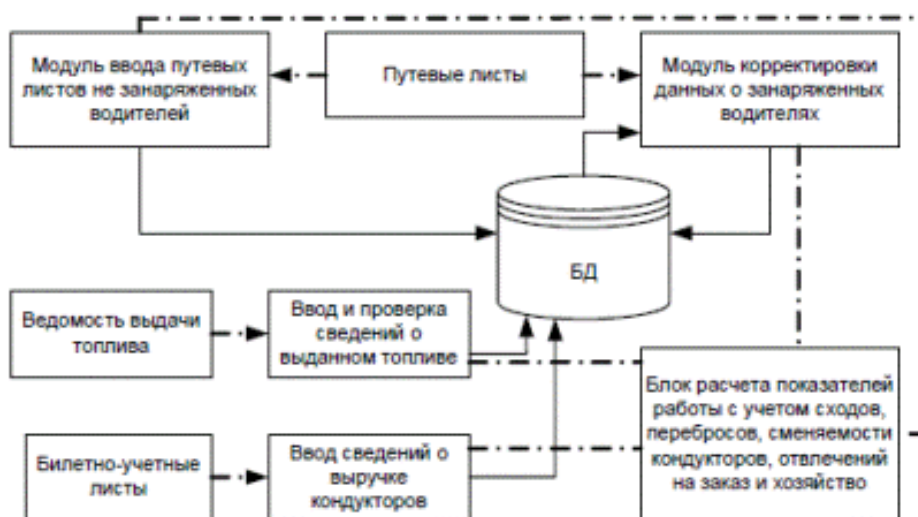 Модуль ввода путевых
листов не занаряженных
водителей
Путевые листы
Модуль корректировки
данных о занаряженных
водителях
БД
Ведомость выдачи
топлива
Ввод и проверка
сведений о
выданном топливе
Билетно-учетные
листы
Ввод сведений о
выручке
кондукторов
Блок расчета показателей
работы с учетом сходов,
перебросов, сменяемости
кондукторов, отвлечений
на заказ и хозяйство